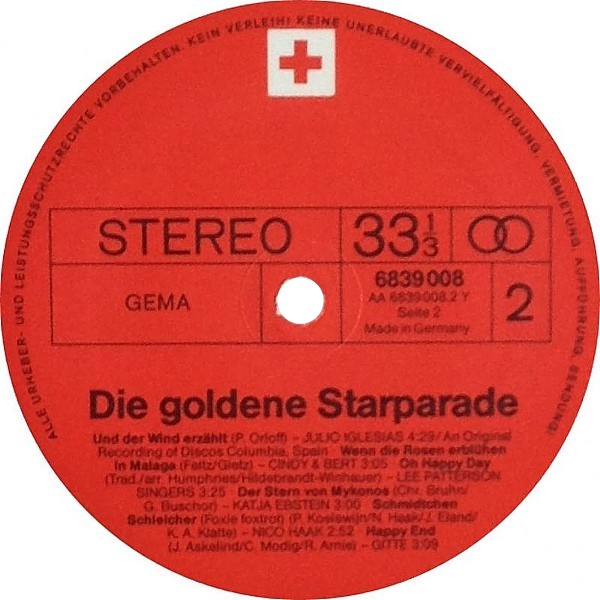 ALLE URHEBER- UND LEISTUNGSSCHUTZRECHTE VORBEHALTEN. KEIN VERLEIH! KEINE UNERLAUBTE VERVIELFÄLTIGUNG, VERMIETUNG, AUFFÜHRUNG, SENDUNG!
STEREO 33 1/3
GEMA
6839 008
AA 6839 008.2 Y
Seite 2
Made in Germany
2
Die goldene Starparade
Und der Wind erzählt (P. Orloff) – JULIO IGLESIAS 4:29/An Original
Recording of Discos Columbia, Spain · Wenn die Rosen erblühen
in Malaga (Feltz/Gietz) – CINDY & BERT 3:05 Oh Happy Day
(Trad./arr. Humphries/Hildebrandt-Winhauer) – LEE PATTERSON
SINGERS 3:25 Der Stern von Mykonos (Chr. Bruhn/
G. Buschor) – KATJA EBSTEIN 3:00 Schmidtchen
Schleicher (Foxie foxtrot) (P. Koelewijn/N. Haak/J. Eland/
K. A. Klatte) – NICO HAAK 2:52 Happy End
(J. Askelind/C. Modig/R. Arnie) – GITTE 3:09